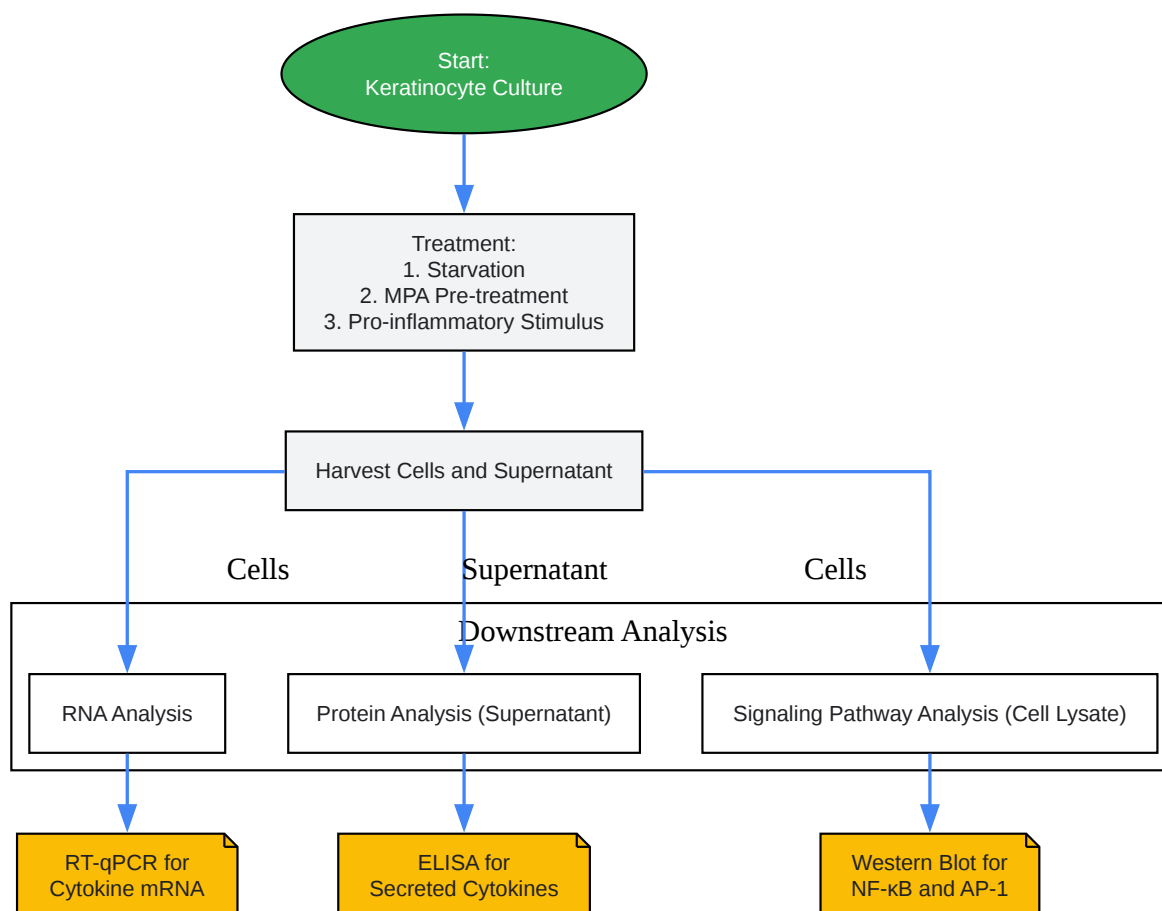 Start:
Keratinocyte Culture
Treatment:
1. Starvation
2. MPA Pre-treatment
3. Pro-inflammatory Stimulus
Harvest Cells and Supernatant
Cells
Supernatant
Cells
Downstream Analysis
RNA Analysis
Protein Analysis (Supernatant)
Signaling Pathway Analysis (Cell Lysate)
RT-qPCR for
Cytokine mRNA
ELISA for
Secreted Cytokines
Western Blot for
NF-κB and AP-1